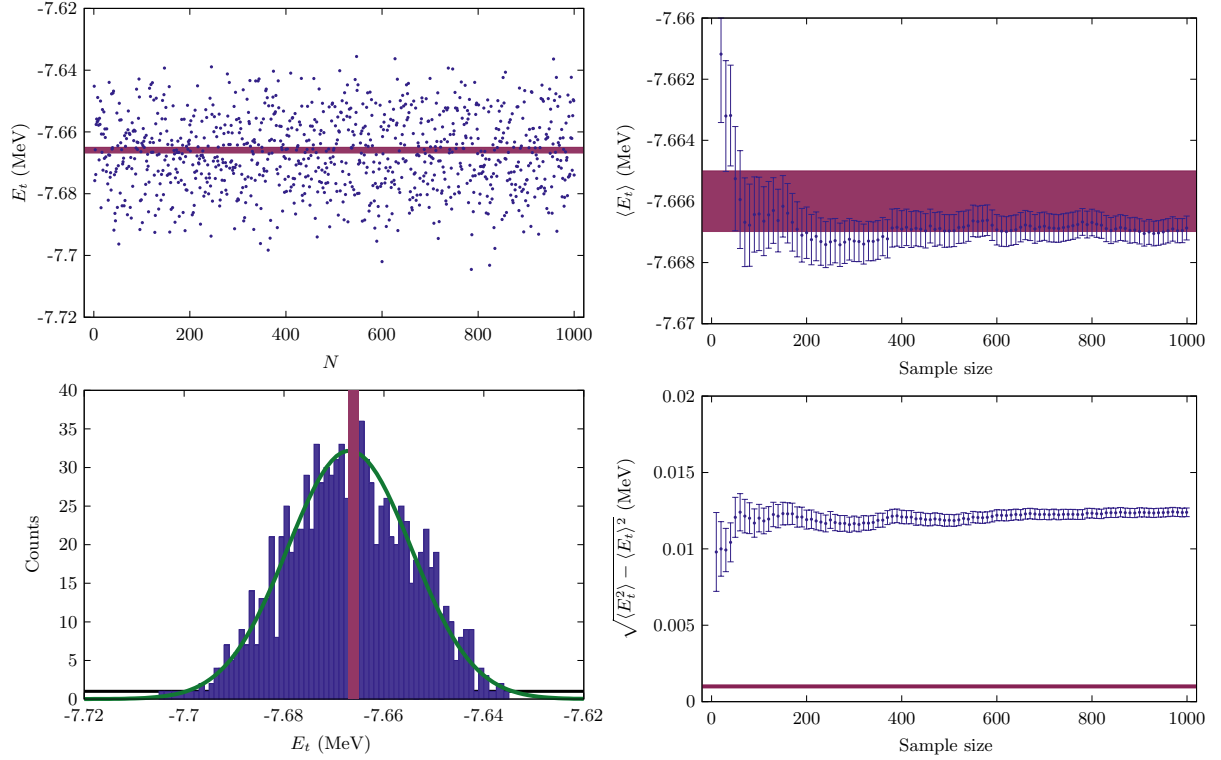 -7.62
-7.64
-7.66
-7.68
-7.7
-7.72
E_t (MeV)
0 200 400 600 800 1000
N
-7.66
-7.662
-7.664
-7.666
-7.668
-7.67
⟨E_t⟩ (MeV)
0 200 400 600 800 1000
Sample size
40
35
30
25
20
15
10
5
0
Counts
-7.72 -7.7 -7.68 -7.66 -7.64 -7.62
E_t (MeV)
0.02
0.015
0.01
0.005
0
√⟨E_t^2⟩ − ⟨E_t⟩^2 (MeV)
0 200 400 600 800 1000
Sample size